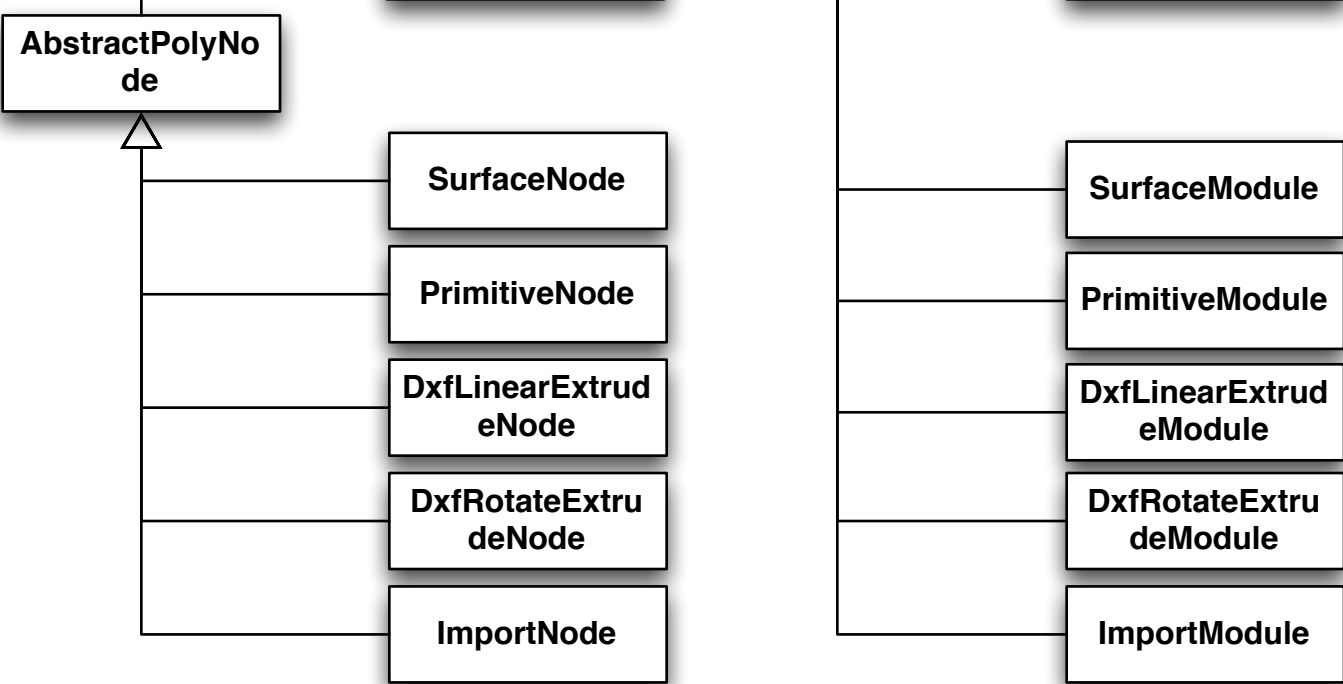 AbstractPolyNo
de
SurfaceNode
PrimitiveNode
DxfLinearExtrud
eNode
DxfRotateExtru
deNode
ImportNode
SurfaceModule
PrimitiveModule
DxfLinearExtrud
eModule
DxfRotateExtru
deModule
ImportModule